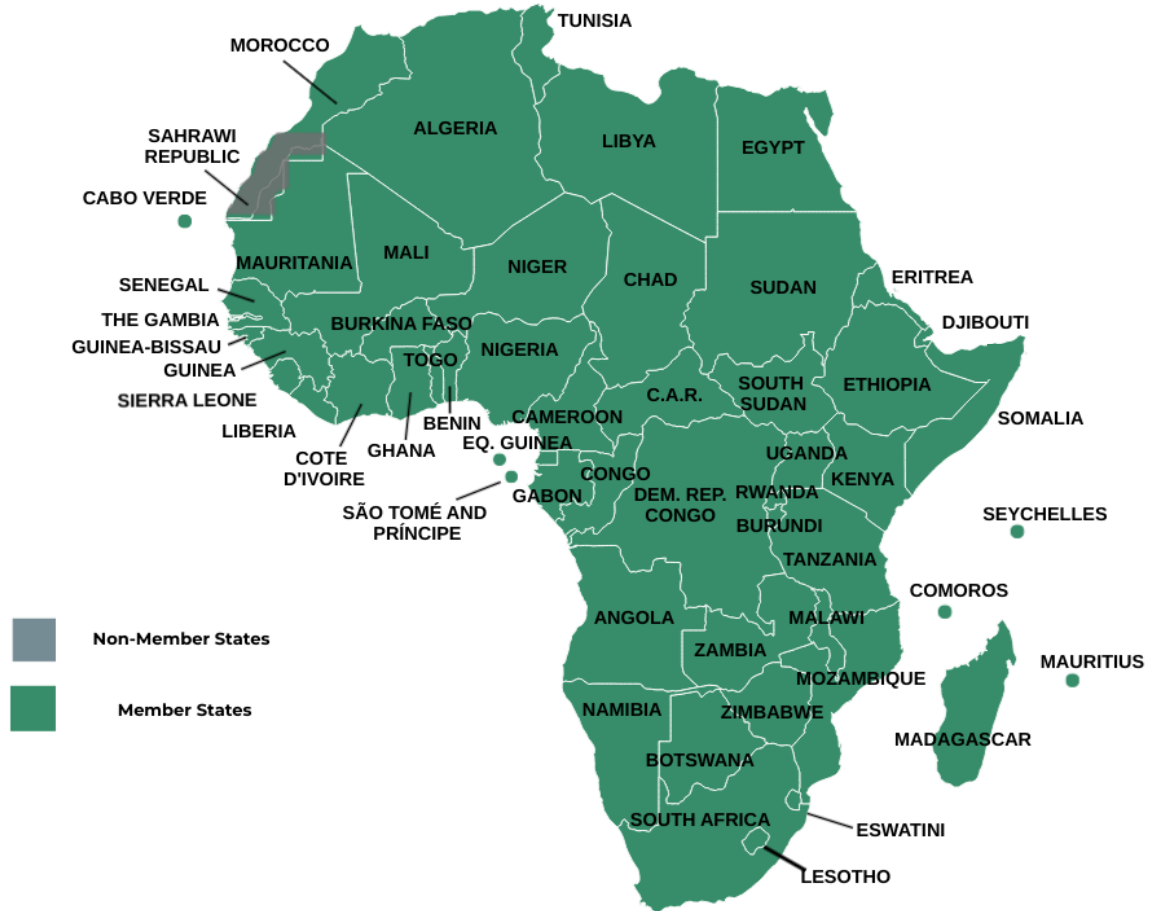 TUNISIA
MOROCCO
ALGERIA
LIBYA
EGYPT
SAHRAWI
REPUBLIC
CABO VERDE
MAURITANIA
MALI
NIGER
CHAD
SUDAN
ERITREA
SENEGAL
THE GAMBIA
BURKINA FASO
DJIBOUTI
GUINEA-BISSAU
NIGERIA
TOGO
GUINEA
ETHIOPIA
SOUTH
SUDAN
C.A.R.
SIERRA LEONE
SOMALIA
LIBERIA
BENIN
CAMEROON
GHANA
EQ. GUINEA
COTE
D'IVOIRE
UGANDA
KENYA
CONGO
GABON
DEM. REP.
CONGO
RWANDA
BURUNDI
SÃO TOMÉ AND
PRÍNCIPE
SEYCHELLES
TANZANIA
COMOROS
ANGOLA
MALAWI
ZAMBIA
Non-Member States
MAURITIUS
MOZAMBIQUE
Member States
NAMIBIA
ZIMBABWE
MADAGASCAR
BOTSWANA
SOUTH AFRICA
ESWATINI
LESOTHO